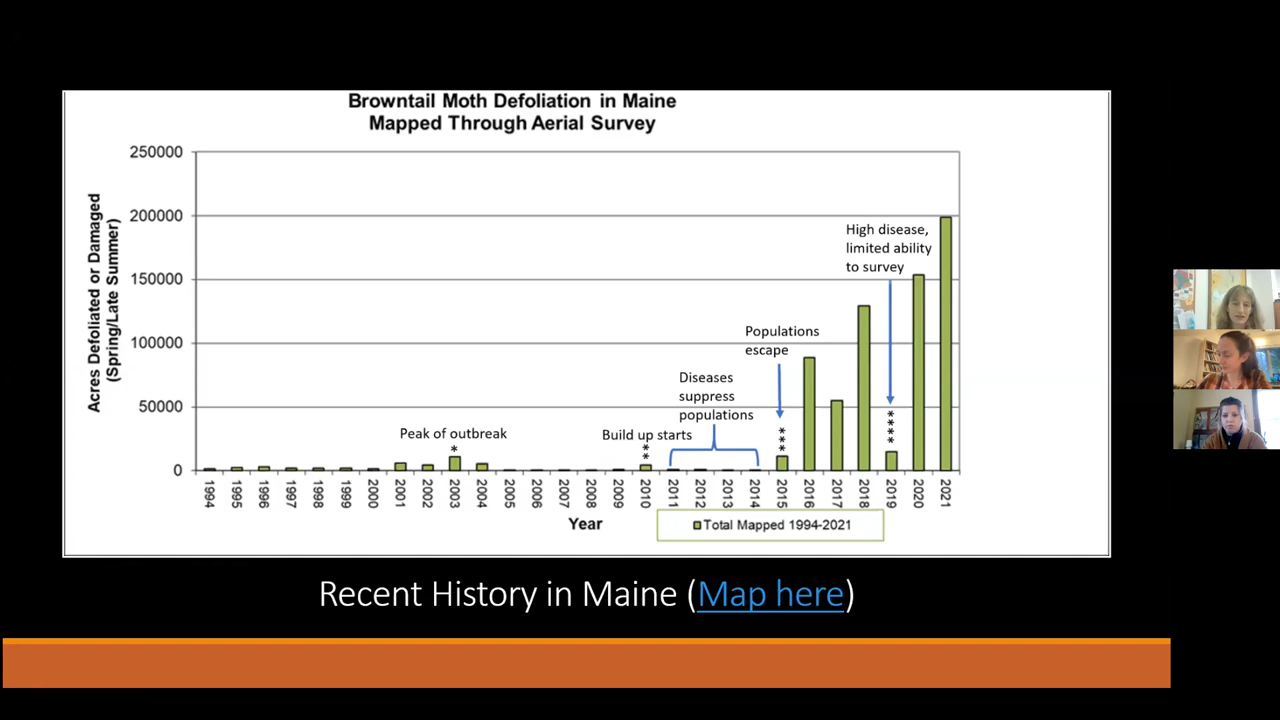 Browntail Moth Defoliation in Maine
Mapped Through Aerial Survey
Acres Defoliated or Damaged
(Spring/Late Summer)
250000
200000
150000
100000
50000
0
High disease,
limited ability
to survey
Populations
escape
Diseases
suppress
populations
Peak of outbreak
Build up starts
*
**
***
****
1994 1995 1996 1997 1998 1999 2000 2001 2002 2003 2004 2005 2006 2007 2008 2009 2010 2011 2012 2013 2014 2015 2016 2017 2018 2019 2020 2021
Year
Total Mapped 1994-2021
Recent History in Maine (Map here)